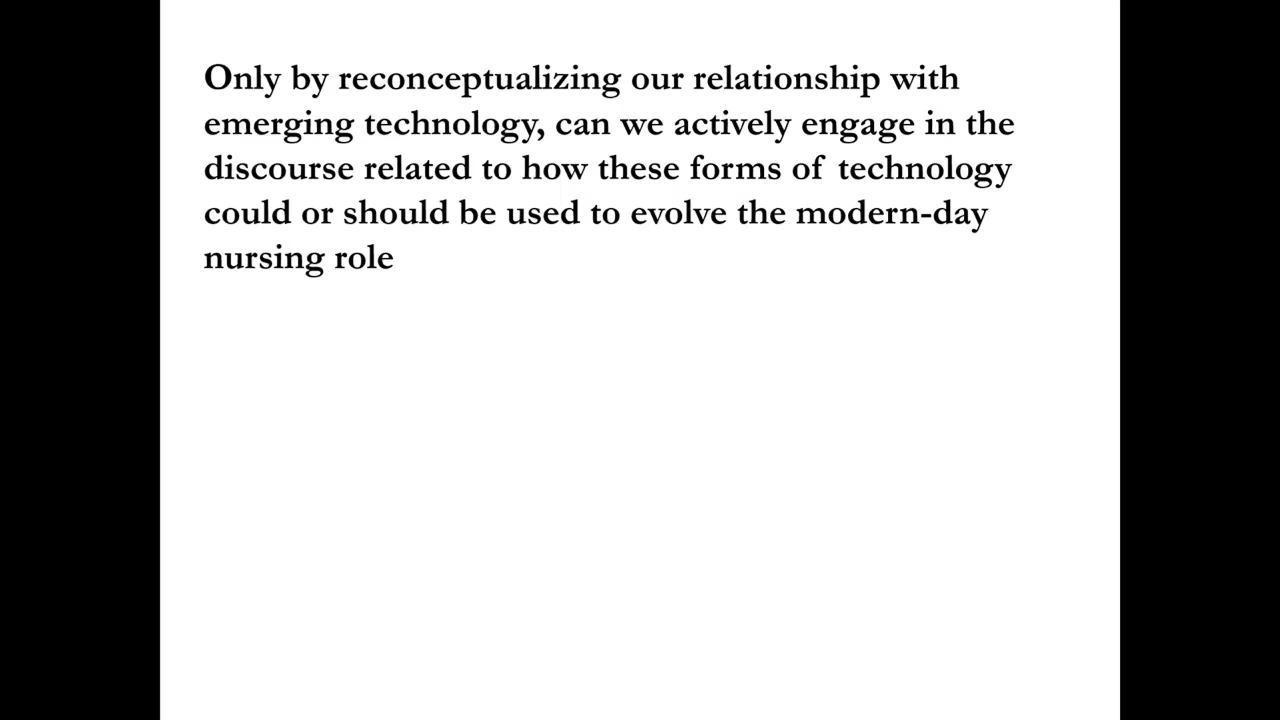 Only by reconceptualizing our relationship with
emerging technology, can we actively engage in the
discourse related to how these forms of technology
could or should be used to evolve the modern-day
nursing role